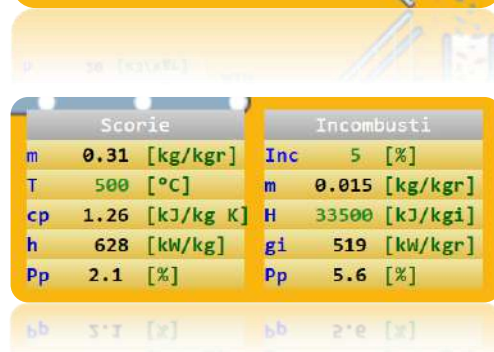 Scorie
m 0.31 [kg/kgr]
T 500 [°C]
cp 1.26 [kJ/kg K]
h 628 [kW/kg]
Pp 2.1 [%]
Incombusti
Inc 5 [%]
m 0.015 [kg/kgr]
H 33500 [kJ/kgi]
gi 519 [kW/kgr]
Pp 5.6 [%]